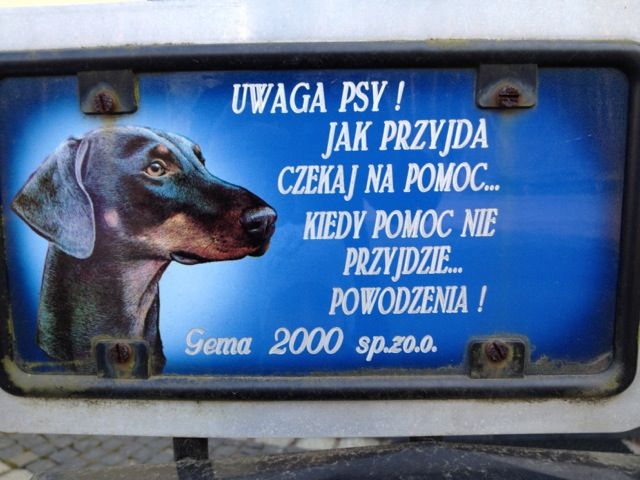 UWAGA PSY !
JAK PRZYJDA
CZEKAJ NA POMOC...
KIEDY POMOC NIE
PRZYJDZIE...
POWODZENIA !
Gema 2000 sp.zo.o.